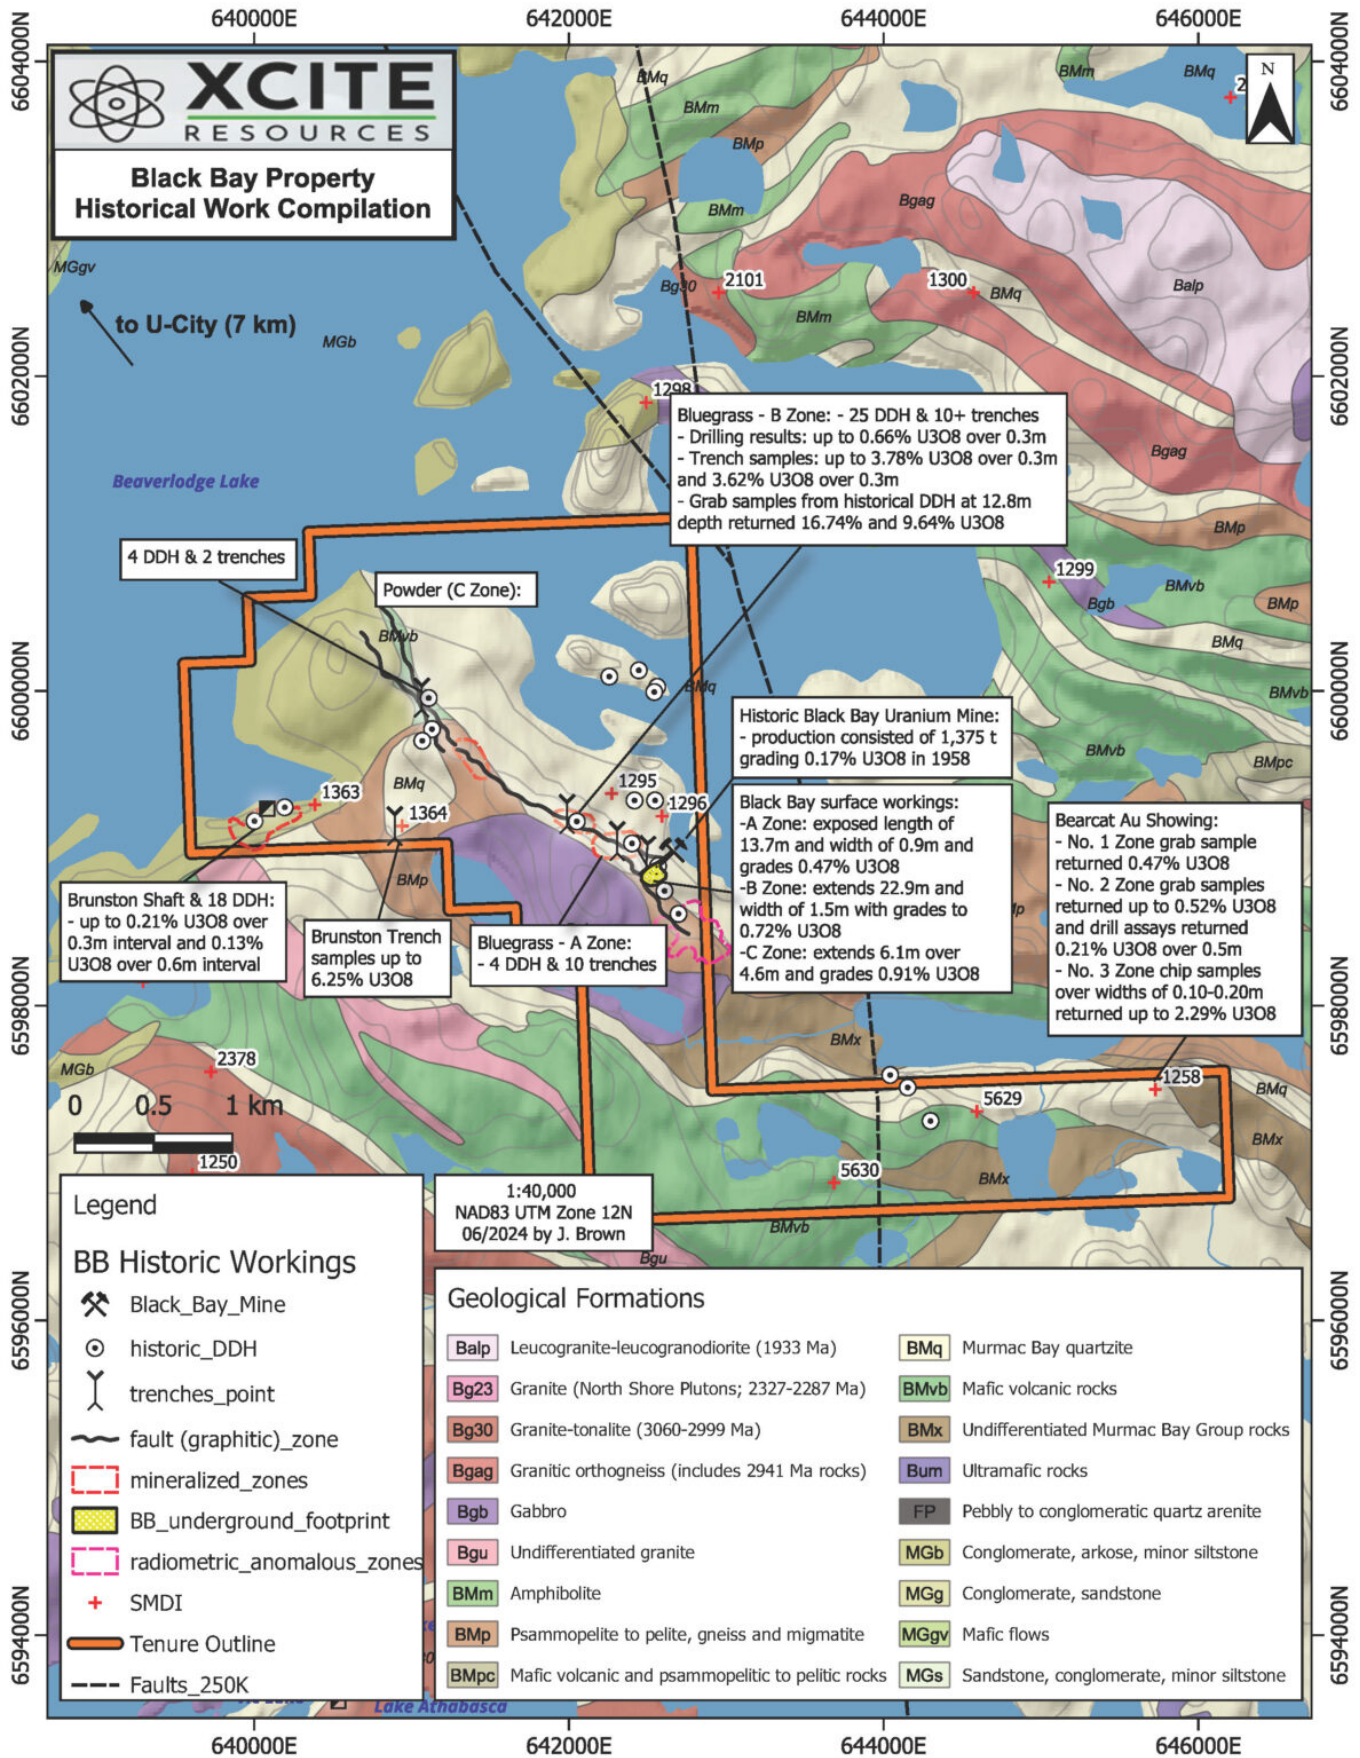 640000E
642000E
644000E
646000E
6604000N
6604000N
XCITE
RESOURCES
Black Bay Property
Historical Work Compilation
N
BMq
BMm
BMp
BMm
BMm
BMq
2
Bgag
MGgv
to U-City (7 km)
MGb
Bg30
2101
1300
BMq
Balp
BMm
6602000N
6602000N
1298
Bgag
Beaverlodge Lake
Bluegrass - B Zone: - 25 DDH & 10+ trenches
- Drilling results: up to 0.66% U3O8 over 0.3m
- Trench samples: up to 3.78% U3O8 over 0.3m
and 3.62% U3O8 over 0.3m
- Grab samples from historical DDH at 12.8m
depth returned 16.74% and 9.64% U3O8
BMp
4 DDH & 2 trenches
Powder (C Zone):
1299
BMvb
Bgb
BMp
BMvb
BMq
BMq
BMvb
6600000N
6600000N
Historic Black Bay Uranium Mine:
- production consisted of 1,375 t
grading 0.17% U3O8 in 1958
BMvb
BMpc
BMq
1363
1364
1295
1296
Black Bay surface workings:
-A Zone: exposed length of
13.7m and width of 0.9m and
grades 0.47% U3O8
-B Zone: extends 22.9m and
width of 1.5m with grades to
0.72% U3O8
-C Zone: extends 6.1m over
4.6m and grades 0.91% U3O8
Bearcat Au Showing:
- No. 1 Zone grab sample
returned 0.47% U3O8
- No. 2 Zone grab samples
returned up to 0.52% U3O8
and drill assays returned
0.21% U3O8 over 0.5m
- No. 3 Zone chip samples
over widths of 0.10-0.20m
returned up to 2.29% U3O8
BMp
Brunston Shaft & 18 DDH:
- up to 0.21% U3O8 over
0.3m interval and 0.13%
U3O8 over 0.6m interval
Brunston Trench
samples up to
6.25% U3O8
Bluegrass - A Zone:
- 4 DDH & 10 trenches
6598000N
6598000N
BMx
MGb
2378
1258
BMq
5629
BMx
0 0.5 1 km
1250
5630
BMx
BMvb
Bgu
1:40,000
NAD83 UTM Zone 12N
06/2024 by J. Brown
Legend
BB Historic Workings
Black_Bay_Mine
historic_DDH
trenches_point
fault (graphitic)_zone
mineralized_zones
BB_underground_footprint
radiometric_anomalous_zones
SMDI
Tenure Outline
Faults_250K
6596000N
6596000N
Geological Formations
Balp Leucogranite-leucogranodiorite (1933 Ma)
Bg23 Granite (North Shore Plutons; 2327-2287 Ma)
Bg30 Granite-tonalite (3060-2999 Ma)
Bgag Granitic orthogneiss (includes 2941 Ma rocks)
Bgb Gabbro
Bgu Undifferentiated granite
BMm Amphibolite
BMp Psammopelite to pelite, gneiss and migmatite
BMpc Mafic volcanic and psammopelitic to pelitic rocks
BMq Murmac Bay quartzite
BMvb Mafic volcanic rocks
BMx Undifferentiated Murmac Bay Group rocks
Bum Ultramafic rocks
FP Pebbly to conglomeratic quartz arenite
MGb Conglomerate, arkose, minor siltstone
MGg Conglomerate, sandstone
MGgv Mafic flows
MGs Sandstone, conglomerate, minor siltstone
6594000N
6594000N
Lake Athabasca
640000E
642000E
644000E
646000E